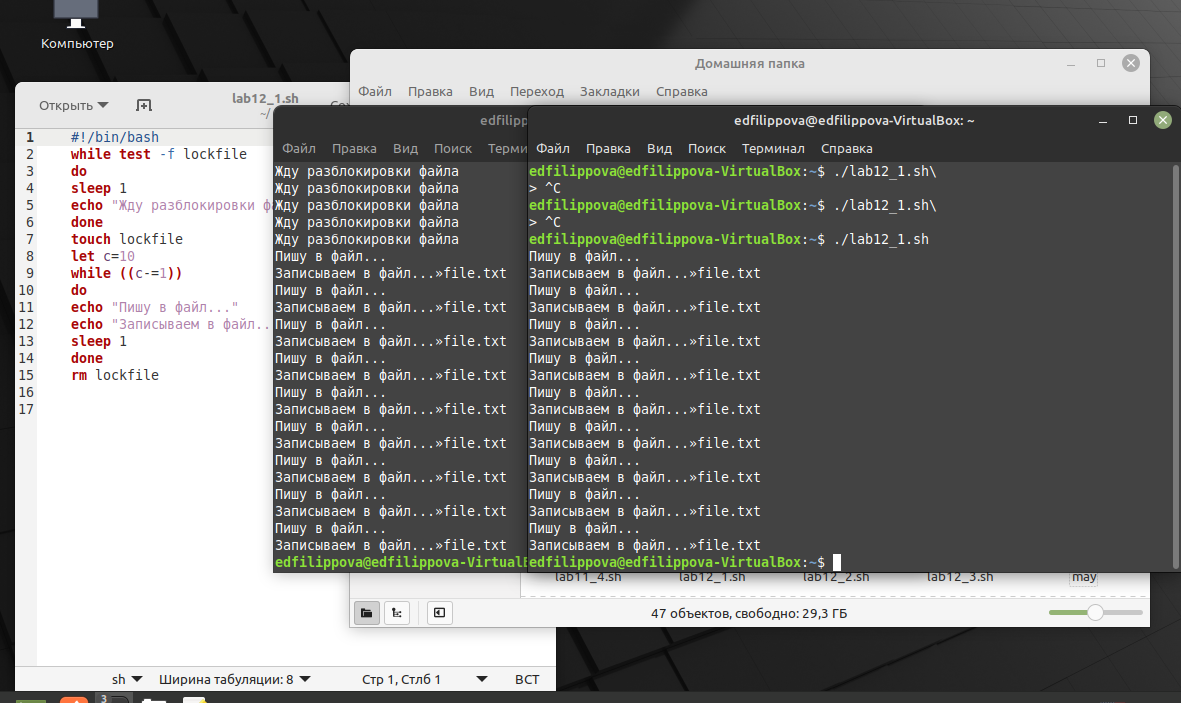 Компьютер
Домашняя папка
Файл Правка Вид Переход Закладки Справка
Открыть
lab12_1.sh
~/
1 #!/bin/bash
2 while test -f lockfile
3 do
4 sleep 1
5 echo "Жду разблокировки ф
6 done
7 touch lockfile
8 let c=10
9 while ((c-=1))
10 do
11 echo "Пишу в файл..."
12 echo "Записываем в файл..
13 sleep 1
14 done
15 rm lockfile
16
17
sh Ширина табуляции: 8 Стр 1, Стлб 1 ВСТ
edfilipp
Файл Правка Вид Поиск Терми
Жду разблокировки файла
Жду разблокировки файла
Жду разблокировки файла
Жду разблокировки файла
Жду разблокировки файла
Пишу в файл...
Записываем в файл...»file.txt
Пишу в файл...
Записываем в файл...»file.txt
Пишу в файл...
Записываем в файл...»file.txt
Пишу в файл...
Записываем в файл...»file.txt
Пишу в файл...
Записываем в файл...»file.txt
Пишу в файл...
Записываем в файл...»file.txt
Пишу в файл...
Записываем в файл...»file.txt
Пишу в файл...
Записываем в файл...»file.txt
Пишу в файл...
Записываем в файл...»file.txt
edfilippova@edfilippova-Virtual
edfilippova@edfilippova-VirtualBox: ~
Файл Правка Вид Поиск Терминал Справка
edfilippova@edfilippova-VirtualBox:~$ ./lab12_1.sh\
> ^C
edfilippova@edfilippova-VirtualBox:~$ ./lab12_1.sh\
> ^C
edfilippova@edfilippova-VirtualBox:~$ ./lab12_1.sh
Пишу в файл...
Записываем в файл...»file.txt
Пишу в файл...
Записываем в файл...»file.txt
Пишу в файл...
Записываем в файл...»file.txt
Пишу в файл...
Записываем в файл...»file.txt
Пишу в файл...
Записываем в файл...»file.txt
Пишу в файл...
Записываем в файл...»file.txt
Пишу в файл...
Записываем в файл...»file.txt
Пишу в файл...
Записываем в файл...»file.txt
Пишу в файл...
Записываем в файл...»file.txt
edfilippova@edfilippova-VirtualBox:~$
lab11_4.sh lab12_1.sh lab12_2.sh lab12_3.sh may
47 объектов, свободно: 29,3 ГБ
3